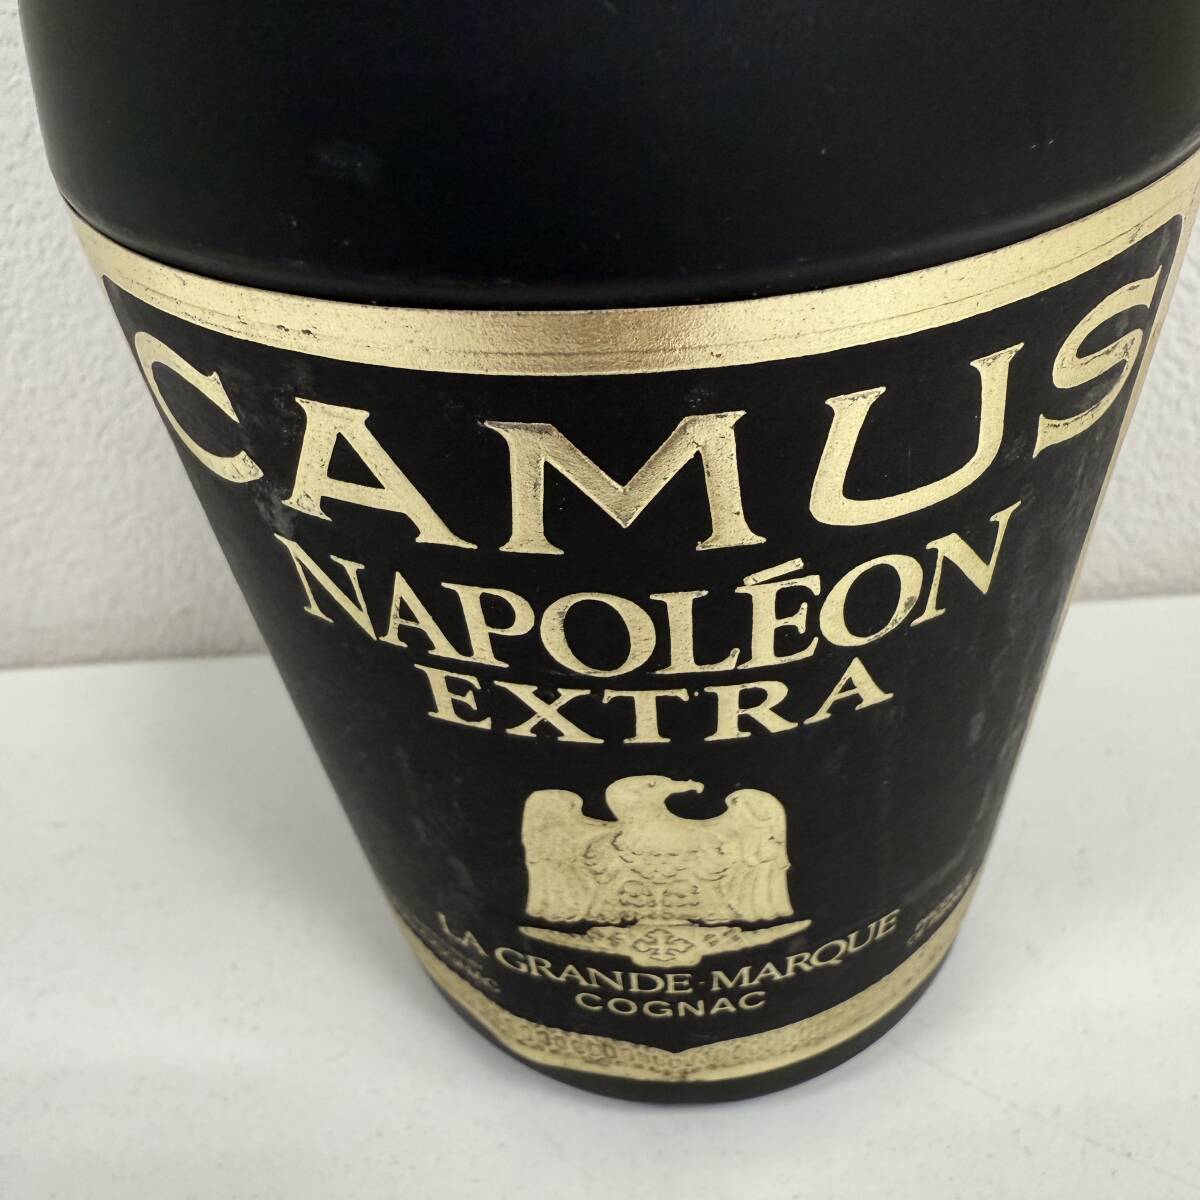 CAMUS
NAPOLÉON
EXTRA
LA GRANDE·MARQUE
COGNAC